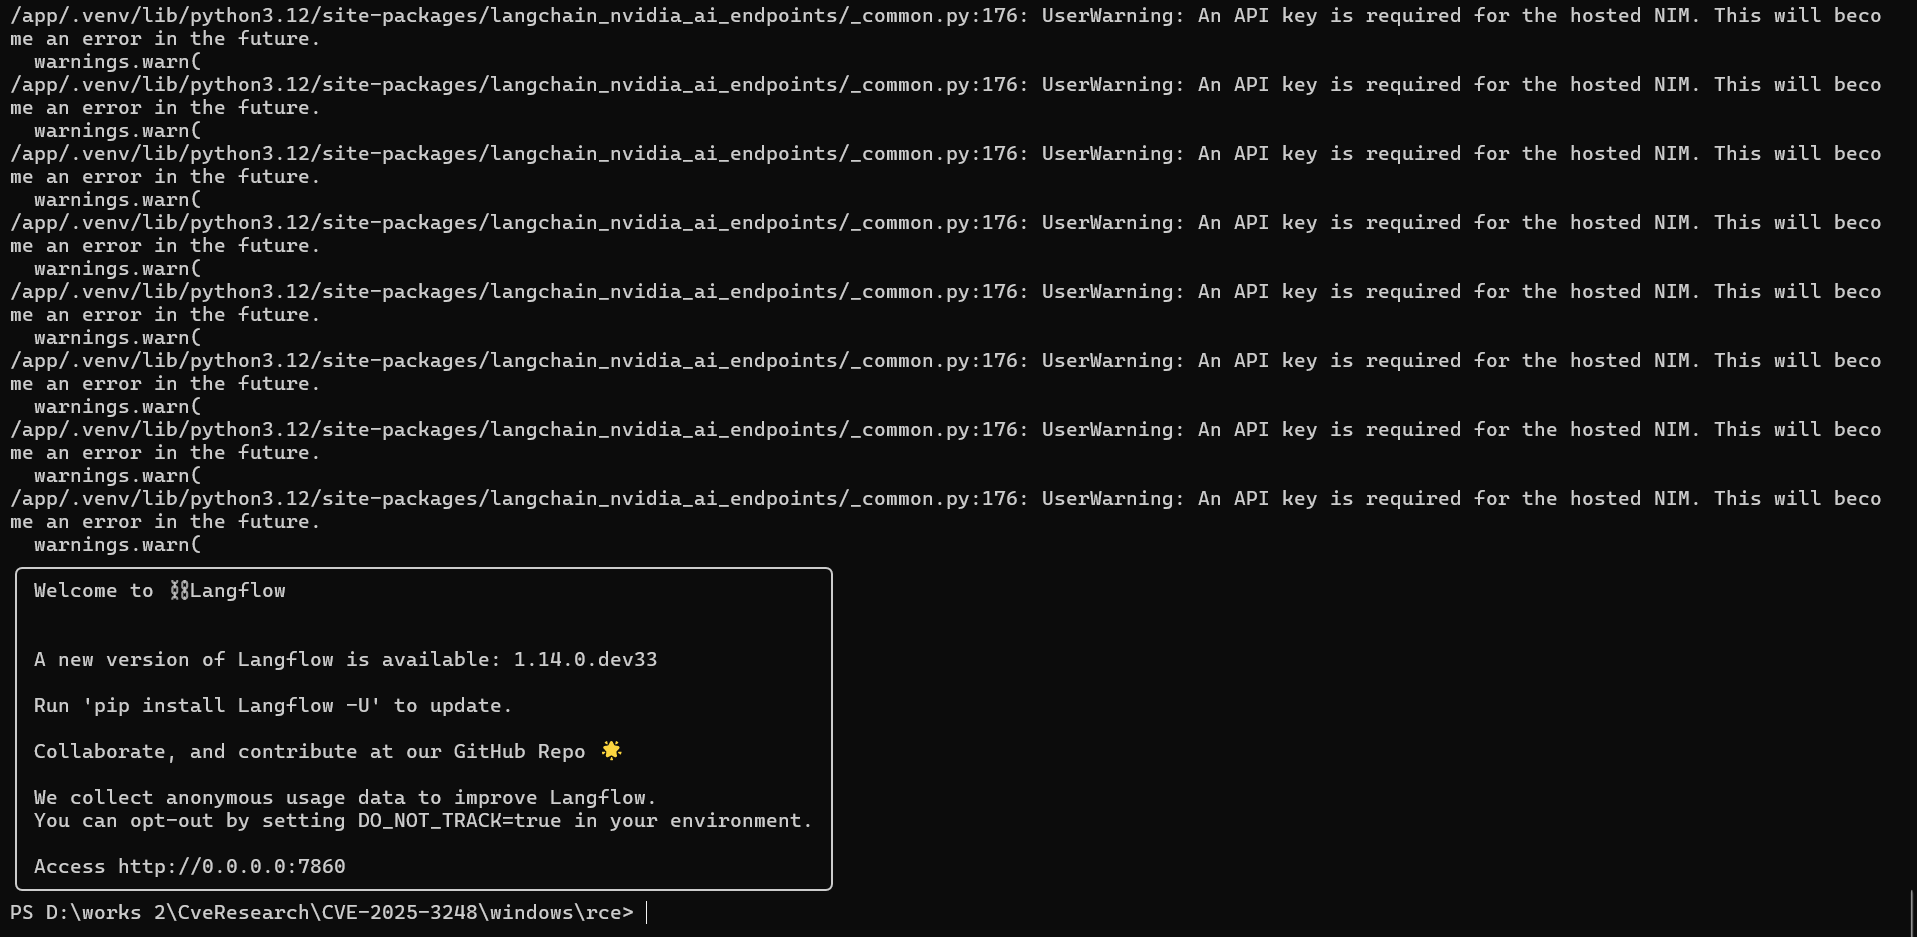 /app/.venv/lib/python3.12/site-packages/langchain_nvidia_ai_endpoints/_common.py:176: UserWarning: An API key is required for the hosted NIM. This will beco
me an error in the future.
  warnings.warn(
/app/.venv/lib/python3.12/site-packages/langchain_nvidia_ai_endpoints/_common.py:176: UserWarning: An API key is required for the hosted NIM. This will beco
me an error in the future.
  warnings.warn(
/app/.venv/lib/python3.12/site-packages/langchain_nvidia_ai_endpoints/_common.py:176: UserWarning: An API key is required for the hosted NIM. This will beco
me an error in the future.
  warnings.warn(
/app/.venv/lib/python3.12/site-packages/langchain_nvidia_ai_endpoints/_common.py:176: UserWarning: An API key is required for the hosted NIM. This will beco
me an error in the future.
  warnings.warn(
/app/.venv/lib/python3.12/site-packages/langchain_nvidia_ai_endpoints/_common.py:176: UserWarning: An API key is required for the hosted NIM. This will beco
me an error in the future.
  warnings.warn(
/app/.venv/lib/python3.12/site-packages/langchain_nvidia_ai_endpoints/_common.py:176: UserWarning: An API key is required for the hosted NIM. This will beco
me an error in the future.
  warnings.warn(
/app/.venv/lib/python3.12/site-packages/langchain_nvidia_ai_endpoints/_common.py:176: UserWarning: An API key is required for the hosted NIM. This will beco
me an error in the future.
  warnings.warn(
/app/.venv/lib/python3.12/site-packages/langchain_nvidia_ai_endpoints/_common.py:176: UserWarning: An API key is required for the hosted NIM. This will beco
me an error in the future.
  warnings.warn(
Welcome to ⛓Langflow
A new version of Langflow is available: 1.14.0.dev33
Run 'pip install Langflow -U' to update.
Collaborate, and contribute at our GitHub Repo 🌟
We collect anonymous usage data to improve Langflow.
You can opt-out by setting DO_NOT_TRACK=true in your environment.
Access http://0.0.0.0:7860
PS D:\works 2\CveResearch\CVE-2025-3248\windows\rce>